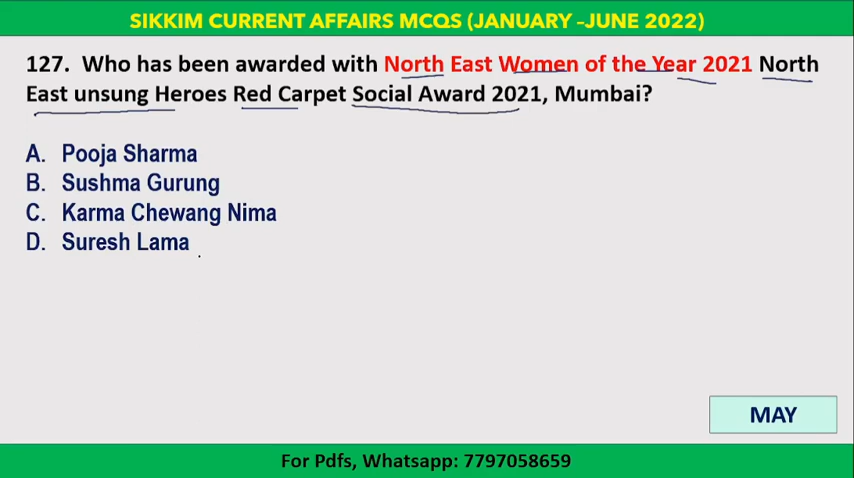 SIKKIM CURRENT AFFAIRS MCQS (JANUARY –JUNE 2022)
127. Who has been awarded with North East Women of the Year 2021 North
East unsung Heroes Red Carpet Social Award 2021, Mumbai?
A. Pooja Sharma
B. Sushma Gurung
C. Karma Chewang Nima
D. Suresh Lama
MAY
For Pdfs, Whatsapp: 7797058659